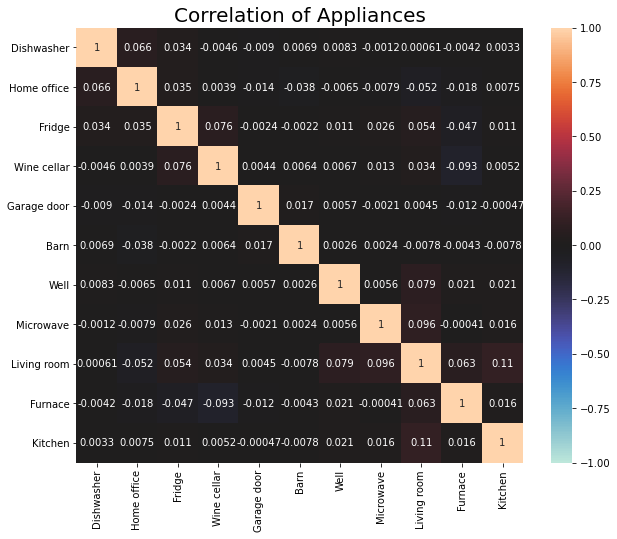 Correlation of Appliances
Dishwasher 1 0.066 0.034 -0.0046 -0.009 0.0069 0.0083 -0.0012 0.00061 -0.0042 0.0033
Home office 0.066 1 0.035 0.0039 -0.014 -0.038 -0.0065 -0.0079 -0.052 -0.018 0.0075
Fridge 0.034 0.035 1 0.076 -0.0024 -0.0022 0.011 0.026 0.054 -0.047 0.011
Wine cellar -0.0046 0.0039 0.076 1 0.0044 0.0064 0.0067 0.013 0.034 -0.093 0.0052
Garage door -0.009 -0.014 -0.0024 0.0044 1 0.017 0.0057 -0.0021 0.0045 -0.012 -0.00047
Barn 0.0069 -0.038 -0.0022 0.0064 0.017 1 0.0026 0.0024 -0.0078 -0.0043 -0.0078
Well 0.0083 -0.0065 0.011 0.0067 0.0057 0.0026 1 0.0056 0.079 0.021 0.021
Microwave -0.0012 -0.0079 0.026 0.013 -0.0021 0.0024 0.0056 1 0.096 -0.00041 0.016
Living room 0.00061 -0.052 0.054 0.034 0.0045 -0.0078 0.079 0.096 1 0.063 0.11
Furnace -0.0042 -0.018 -0.047 -0.093 -0.012 -0.0043 0.021 -0.00041 0.063 1 0.016
Kitchen 0.0033 0.0075 0.011 0.0052 -0.00047 -0.0078 0.021 0.016 0.11 0.016 1
Dishwasher Home office Fridge Wine cellar Garage door Barn Well Microwave Living room Furnace Kitchen
1.00
0.75
0.50
0.25
0.00
−0.25
−0.50
−0.75
−1.00